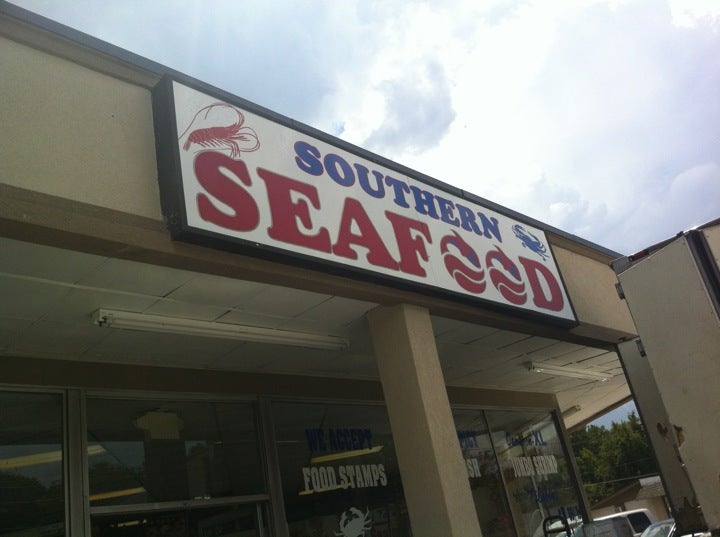 SOUTHERN
SEAFOOD
WE ACCEPT
FOOD STAMPS